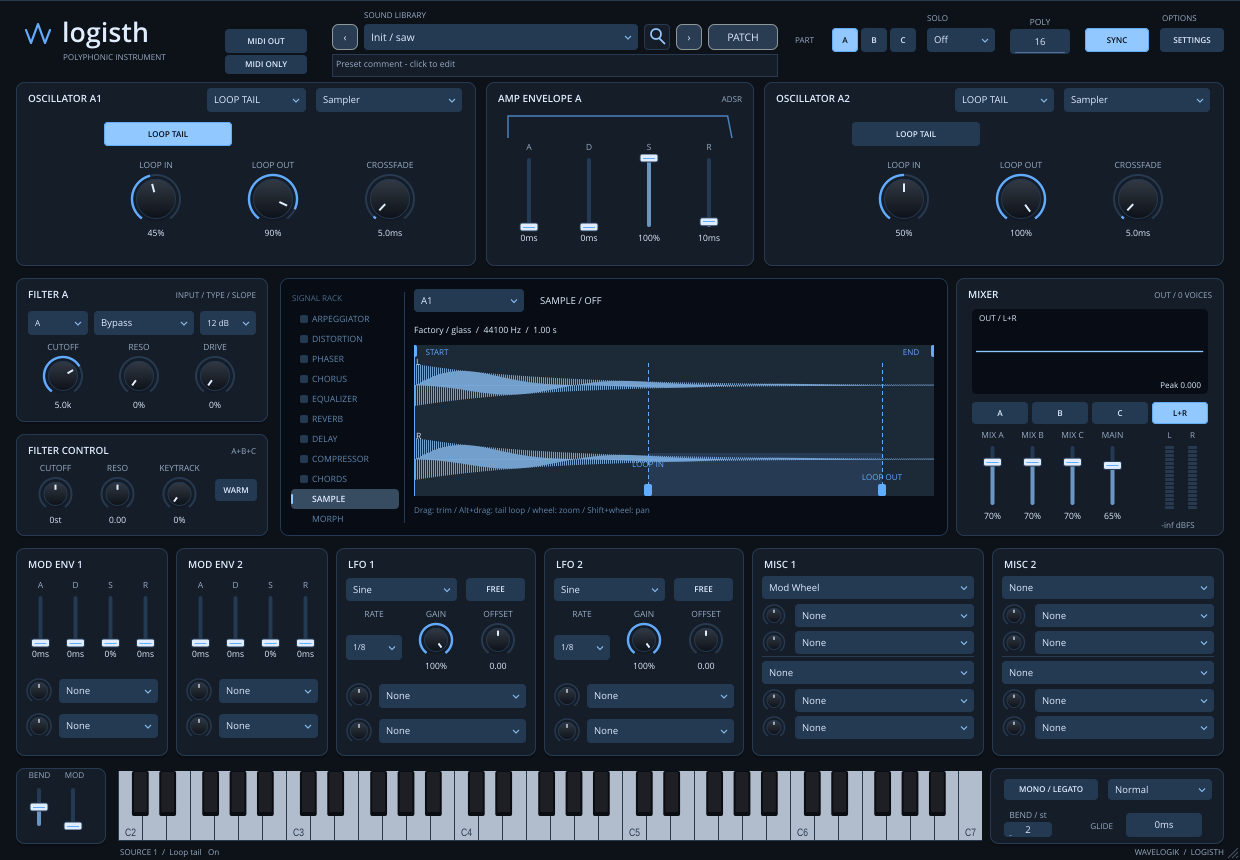 logisth
POLYPHONIC INSTRUMENT
MIDI OUT
MIDI ONLY
SOUND LIBRARY
‹ Init / saw › PATCH
Preset comment - click to edit
PART A B C
SOLO
Off
POLY
16
SYNC
OPTIONS
SETTINGS
OSCILLATOR A1 LOOP TAIL Sampler
LOOP TAIL
LOOP IN LOOP OUT CROSSFADE
45% 90% 5.0ms
AMP ENVELOPE A ADSR
A D S R
0ms 0ms 100% 10ms
OSCILLATOR A2 LOOP TAIL Sampler
LOOP TAIL
LOOP IN LOOP OUT CROSSFADE
50% 100% 5.0ms
FILTER A INPUT / TYPE / SLOPE
A Bypass 12 dB
CUTOFF RESO DRIVE
5.0k 0% 0%
FILTER CONTROL A+B+C
CUTOFF RESO KEYTRACK
WARM
0st 0.00 0%
SIGNAL RACK
ARPEGGIATOR
DISTORTION
PHASER
CHORUS
EQUALIZER
REVERB
DELAY
COMPRESSOR
CHORDS
SAMPLE
MORPH
A1 SAMPLE / OFF
Factory / glass / 44100 Hz / 1.00 s
START END
L
R
LOOP IN
LOOP OUT
Drag: trim / Alt+drag: tail loop / wheel: zoom / Shift+wheel: pan
MIXER OUT / 0 VOICES
OUT / L+R
Peak 0.000
A B C L+R
MIX A MIX B MIX C MAIN L R
70% 70% 70% 65%
-inf dBFS
MOD ENV 1
A D S R
0ms 0ms 0% 0ms
None
None
MOD ENV 2
A D S R
0ms 0ms 0% 0ms
None
None
LFO 1
Sine FREE
RATE GAIN OFFSET
1/8
100% 0.00
None
None
LFO 2
Sine FREE
RATE GAIN OFFSET
1/8
100% 0.00
None
None
MISC 1
Mod Wheel
None
None
None
None
None
MISC 2
None
None
None
None
None
None
BEND MOD
C2 C3 C4 C5 C6 C7
MONO / LEGATO Normal
BEND / st
2
GLIDE 0ms
SOURCE 1 / Loop tail On
WAVELOGIK / LOGISTH